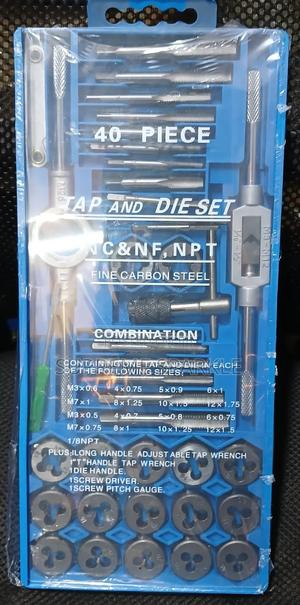 40 PIECE
TAP AND DIE SET
NC&NF, NPT
FINE CARBON STEEL
COMBINATION
CONTAINING ONE TAP AND DIE IN EACH
OF THE FOLLOWING SIZES:
M3×0.6 4×0.75 5×0.9 6×1
M7×1 8×1.25 10×1.5 12×1.75
M3×0.5 4×0.7 5×0.8 6×0.75
M7×0.75 8×1 10×1.25 12×1.5
1/8NPT
PLUS:1LONG HANDLE ADJUSTABLE TAP WRENCH
1"T"HANDLE TAP WRENCH
1DIE HANDLE.
1SCREW DRIVER.
1SCREW PITCH GAUGE.